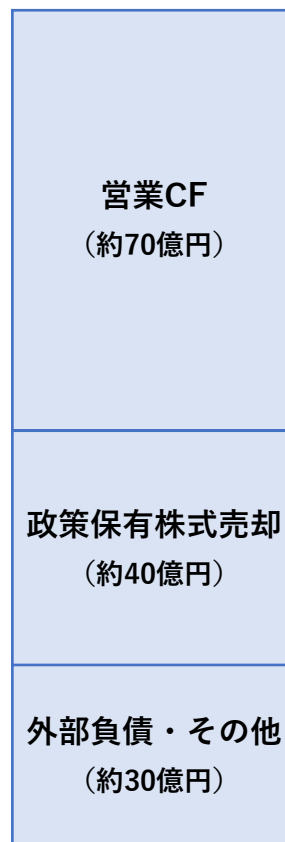 営業CF
（約70億円）
政策保有株式売却
（約40億円）
外部負債・その他
（約30億円）